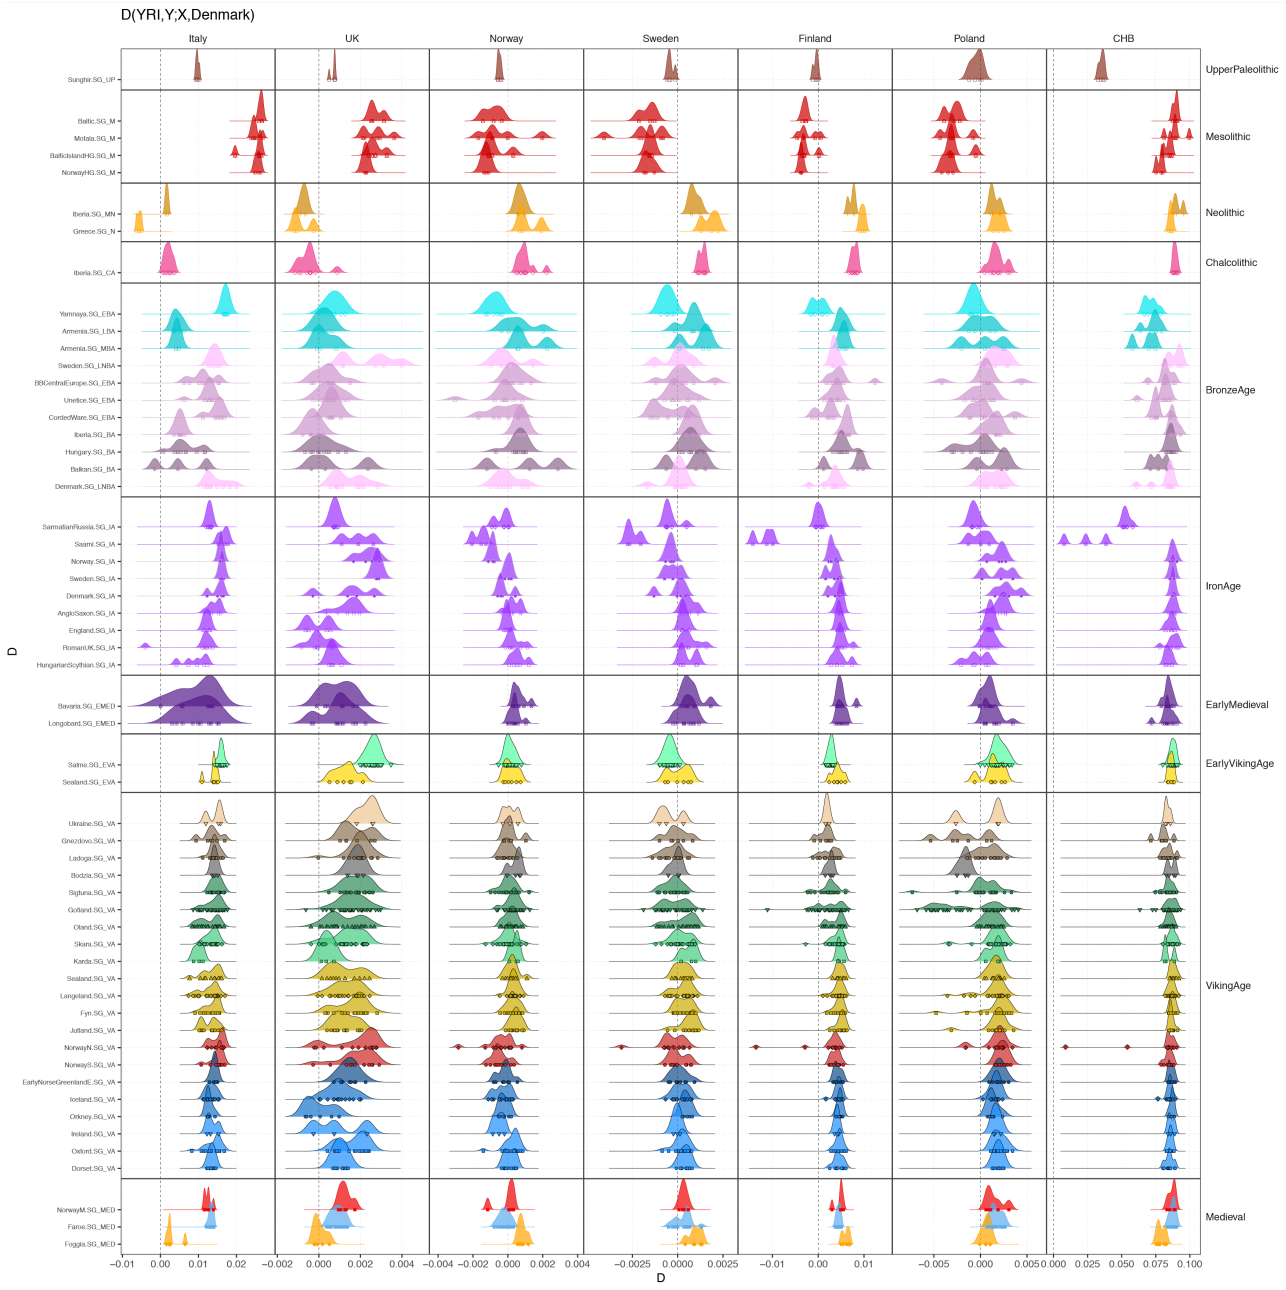 D(YRI,Y;X,Denmark)
Italy UK Norway Sweden Finland Poland CHB
Sunghir.SG_UP
UpperPaleolithic
Baltic.SG_M
Motala.SG_M
BalticIslandHG.SG_M
NorwayHG.SG_M
Mesolithic
Iberia.SG_MN
Greece.SG_N
Neolithic
Iberia.SG_CA
Chalcolithic
Yamnaya.SG_EBA
Armenia.SG_LBA
Armenia.SG_MBA
Sweden.SG_LNBA
BBCentralEurope.SG_EBA
Unetice.SG_EBA
CordedWare.SG_EBA
Iberia.SG_BA
Hungary.SG_BA
Balkan.SG_BA
Denmark.SG_LNBA
BronzeAge
SarmatianRussia.SG_IA
Saami.SG_IA
Norway.SG_IA
Sweden.SG_IA
Denmark.SG_IA
AngloSaxon.SG_IA
England.SG_IA
RomanUK.SG_IA
HungarianScythian.SG_IA
IronAge
D
Bavaria.SG_EMED
Longobard.SG_EMED
EarlyMedieval
Salme.SG_EVA
Sealand.SG_EVA
EarlyVikingAge
Ukraine.SG_VA
Gnezdovo.SG_VA
Ladoga.SG_VA
Bodzia.SG_VA
Sigtuna.SG_VA
Gotland.SG_VA
Oland.SG_VA
Skara.SG_VA
Karda.SG_VA
Sealand.SG_VA
Langeland.SG_VA
Fyn.SG_VA
Jutland.SG_VA
NorwayN.SG_VA
NorwayS.SG_VA
EarlyNorseGreenlandE.SG_VA
Iceland.SG_VA
Orkney.SG_VA
Ireland.SG_VA
Oxford.SG_VA
Dorset.SG_VA
VikingAge
NorwayM.SG_MED
Faroe.SG_MED
Foggia.SG_MED
Medieval
−0.01 0.00 0.01 0.02 −0.002 0.000 0.002 0.004 −0.004 −0.002 0.000 0.002 0.004 −0.0025 0.0000 0.0025 −0.01 0.00 0.01 −0.005 0.000 0.005 0.000 0.025 0.050 0.075 0.100
D